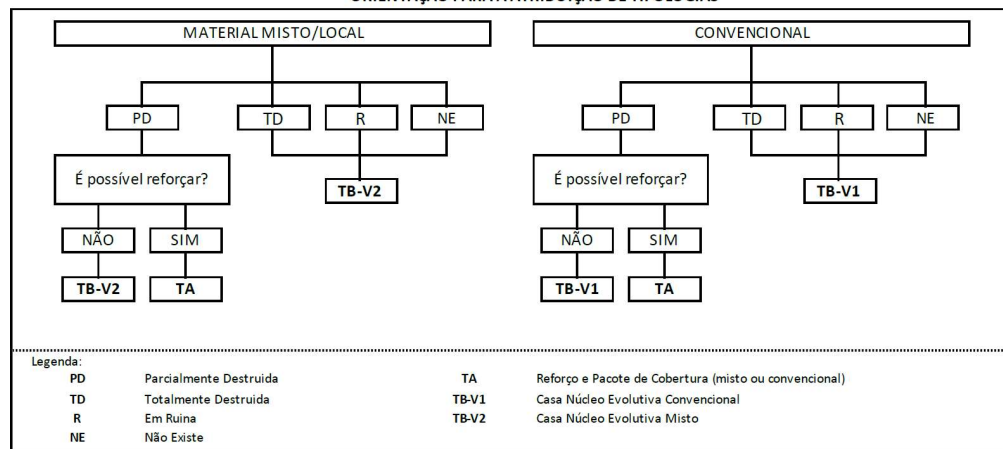 MATERIAL MISTO/LOCAL
CONVENCIONAL
PD TD R NE
PD TD R NE
É possível reforçar?
TB-V2
É possível reforçar?
TB-V1
NÃO SIM
NÃO SIM
TB-V2 TA
TB-V1 TA
Legenda:
PD Parcialmente Destruida TA Reforço e Pacote de Cobertura (misto ou convencional)
TD Totalmente Destruida TB-V1 Casa Núcleo Evolutiva Convencional
R Em Ruina TB-V2 Casa Núcleo Evolutiva Misto
NE Não Existe